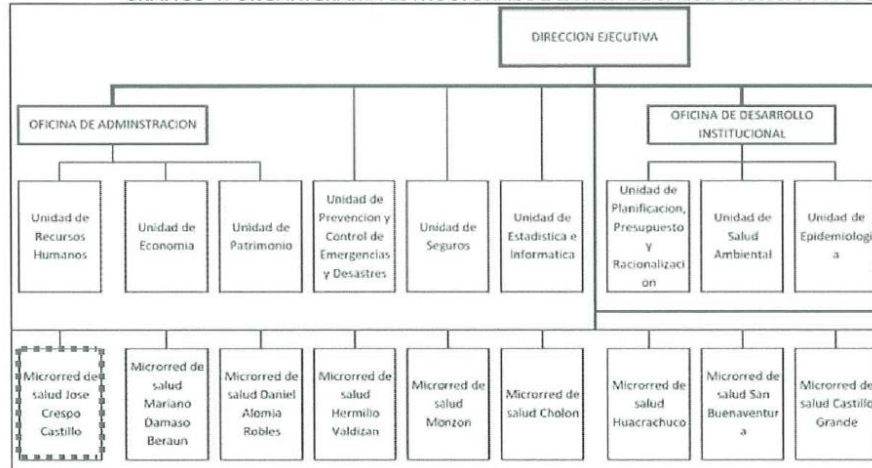 DIRECCION EJECUTIVA
OFICINA DE ADMINSTRACION
OFICINA DE DESARROLLO
INSTITUCIONAL
Unidad de
Recursos
Humanos
Unidad de
Economia
Unidad de
Patrimonio
Unidad de
Prevencion y
Control de
Emergencias
y Desastres
Unidad de
Seguros
Unidad de
Estadistica e
Informatica
Unidad de
Planificacion,
Presupuesto
y
Racionalizaci
on
Unidad de
Salud
Ambiental
Unidad de
Epidemiologi
a
Microrred de
salud Jose
Crespo
Castillo
Microrred de
salud
Mariano
Damaso
Beraun
Microrred de
salud Daniel
Alomia
Robles
Microrred de
salud
Hermilio
Valdizan
Microrred de
salud
Monzon
Microrred de
salud Cholon
Microrred de
salud
Huacrachuco
Microrred de
salud San
Buenaventur
a
Microrred de
salud Castillo
Grande